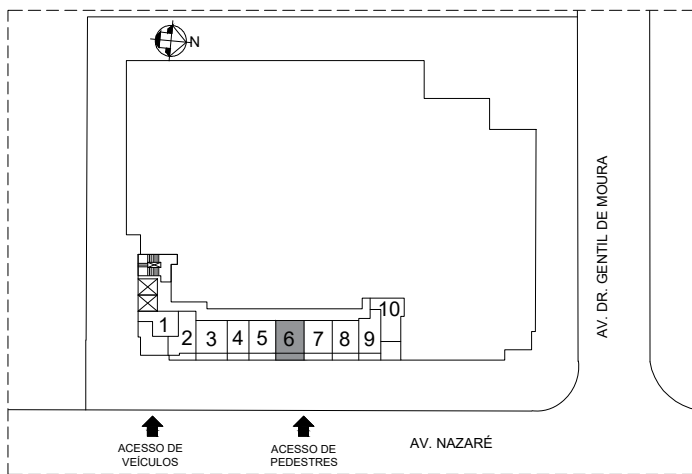 N
10
1
2
3
4
5
6
7
8
9
AV. DR. GENTIL DE MOURA
ACESSO DE
VEÍCULOS
ACESSO DE
PEDESTRES
AV. NAZARÉ